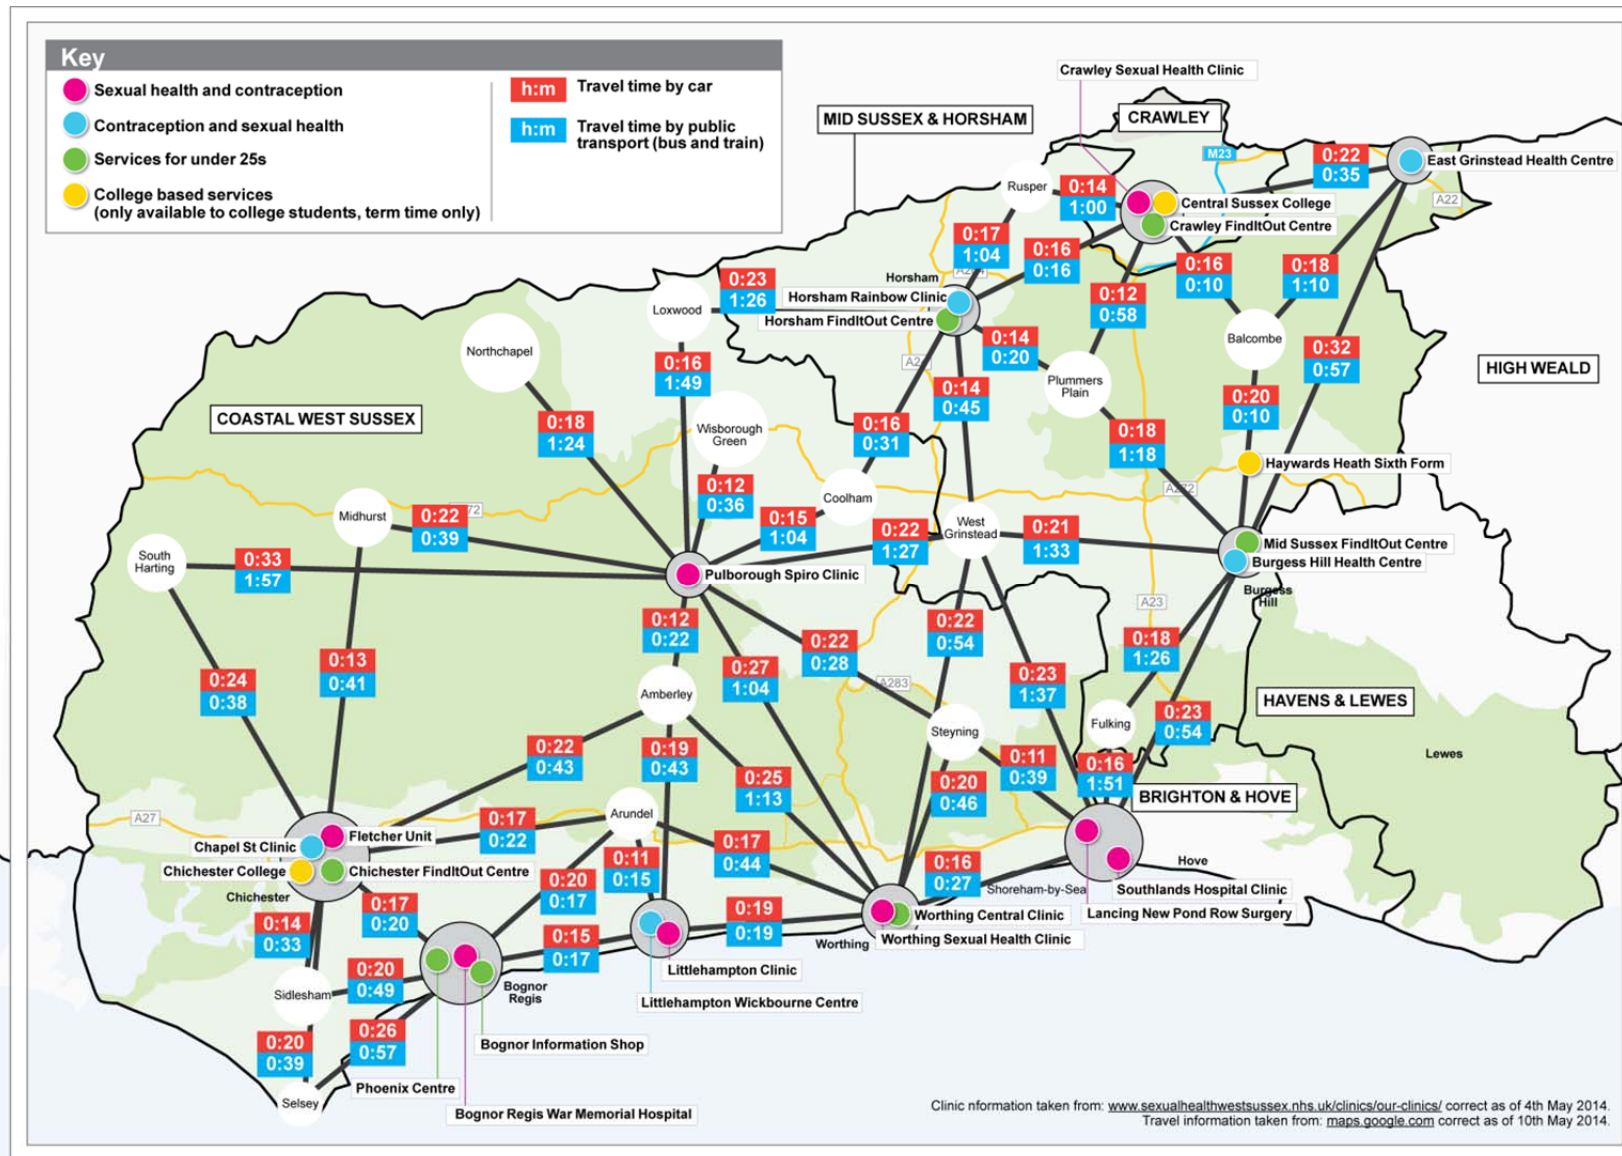 Key
Sexual health and contraception
Contraception and sexual health
Services for under 25s
College based services
(only available to college students, term time only)
h:m
Travel time by car
h:m
Travel time by public
transport (bus and train)
Crawley Sexual Health Clinic
MID SUSSEX & HORSHAM
CRAWLEY
M23
0:22
0:35
East Grinstead Health Centre
A22
Rusper
0:14
1:00
Central Sussex College
Crawley FindItOut Centre
0:17
1:04
0:16
0:16
0:16
0:10
0:18
1:10
Horsham
Horsham Rainbow Clinic
Horsham FindItOut Centre
0:23
1:26
Loxwood
0:12
0:58
0:14
0:20
Balcombe
0:32
0:57
HIGH WEALD
Northchapel
0:16
1:49
Plummers
Plain
0:14
0:45
0:20
0:10
COASTAL WEST SUSSEX
0:18
1:24
Wisborough
Green
0:16
0:31
0:18
1:18
Haywards Heath Sixth Form
0:12
0:36
Coolham
A272
Midhurst
0:22
0:39
72
0:15
1:04
0:22
1:27
West
Grinstead
0:21
1:33
Mid Sussex FindItOut Centre
Burgess Hill Health Centre
Burgess
Hill
South
Harting
0:33
1:57
Pulborough Spiro Clinic
A23
0:12
0:22
0:22
0:28
0:22
0:54
0:18
1:26
0:24
0:38
0:13
0:41
0:27
1:04
A283
0:23
1:37
HAVENS & LEWES
Amberley
Steyning
Fulking
0:23
0:54
Lewes
0:22
0:43
0:19
0:43
0:25
1:13
0:20
0:46
0:11
0:39
0:16
1:51
BRIGHTON & HOVE
A27
Arundel
0:17
0:22
Fletcher Unit
Chapel St Clinic
Chichester College
Chichester FindItOut Centre
Chichester
0:17
0:44
0:11
0:15
0:20
0:17
0:16
0:27
Shoreham-by-Sea
Hove
Southlands Hospital Clinic
Lancing New Pond Row Surgery
0:17
0:20
0:14
0:33
0:19
0:19
Worthing Central Clinic
Worthing Sexual Health Clinic
Worthing
0:15
0:17
Littlehampton Clinic
Littlehampton Wickbourne Centre
0:20
0:49
Sidlesham
Bognor
Regis
0:26
0:57
0:20
0:39
Bognor Information Shop
Phoenix Centre
Bognor Regis War Memorial Hospital
Selsey
Clinic nformation taken from: www.sexualhealthwestsussex.nhs.uk/clinics/our-clinics/ correct as of 4th May 2014.
Travel information taken from: maps.google.com correct as of 10th May 2014.